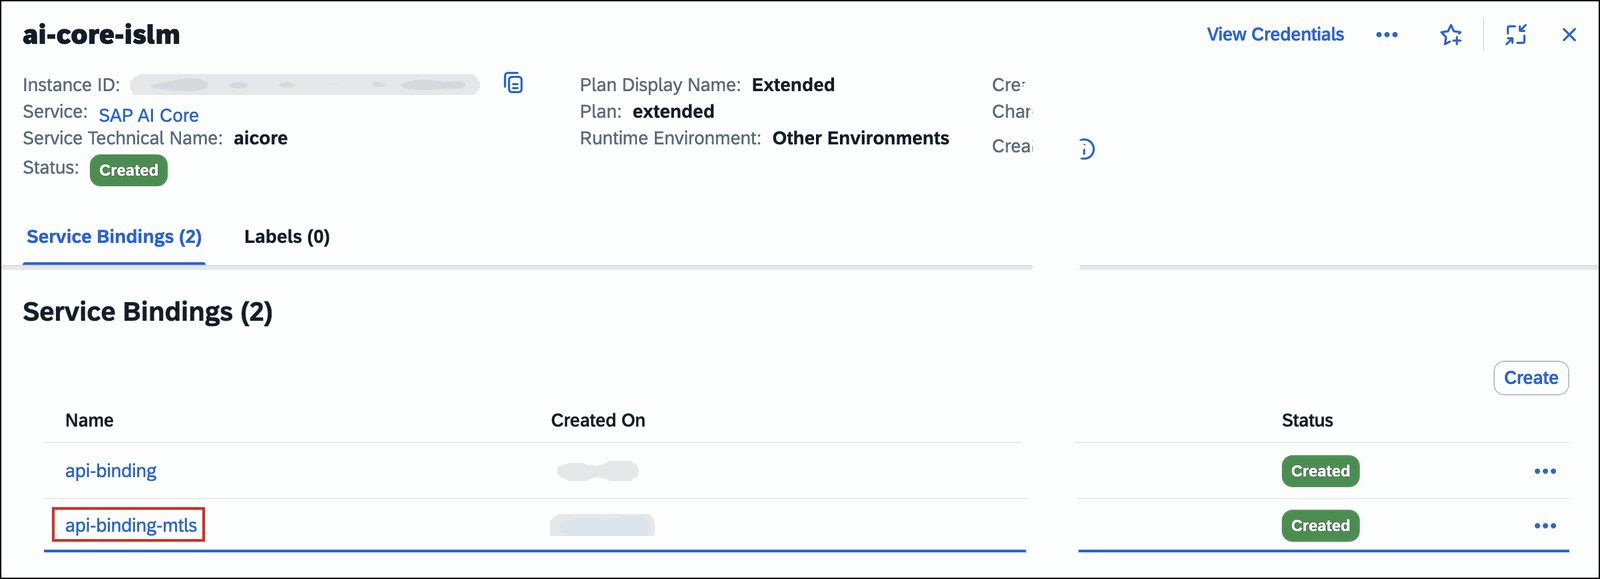 ai-core-islm
View Credentials
Instance ID:
Service: SAP AI Core
Service Technical Name: aicore
Status: Created
Plan Display Name: Extended
Plan: extended
Runtime Environment: Other Environments
Service Bindings (2)
Labels (0)
Service Bindings (2)
Create
Name
Created On
Status
api-binding
Created
api-binding-mtls
Created